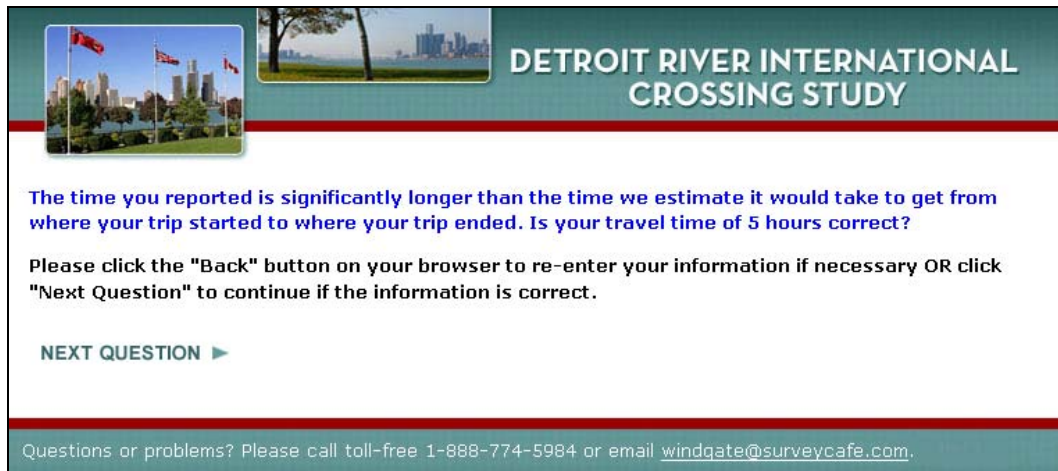 DETROIT RIVER INTERNATIONAL
CROSSING STUDY
The time you reported is significantly longer than the time we estimate it would take to get from
where your trip started to where your trip ended. Is your travel time of 5 hours correct?
Please click the "Back" button on your browser to re-enter your information if necessary OR click
"Next Question" to continue if the information is correct.
NEXT QUESTION ►
Questions or problems? Please call toll-free 1-888-774-5984 or email windgate@surveycafe.com.